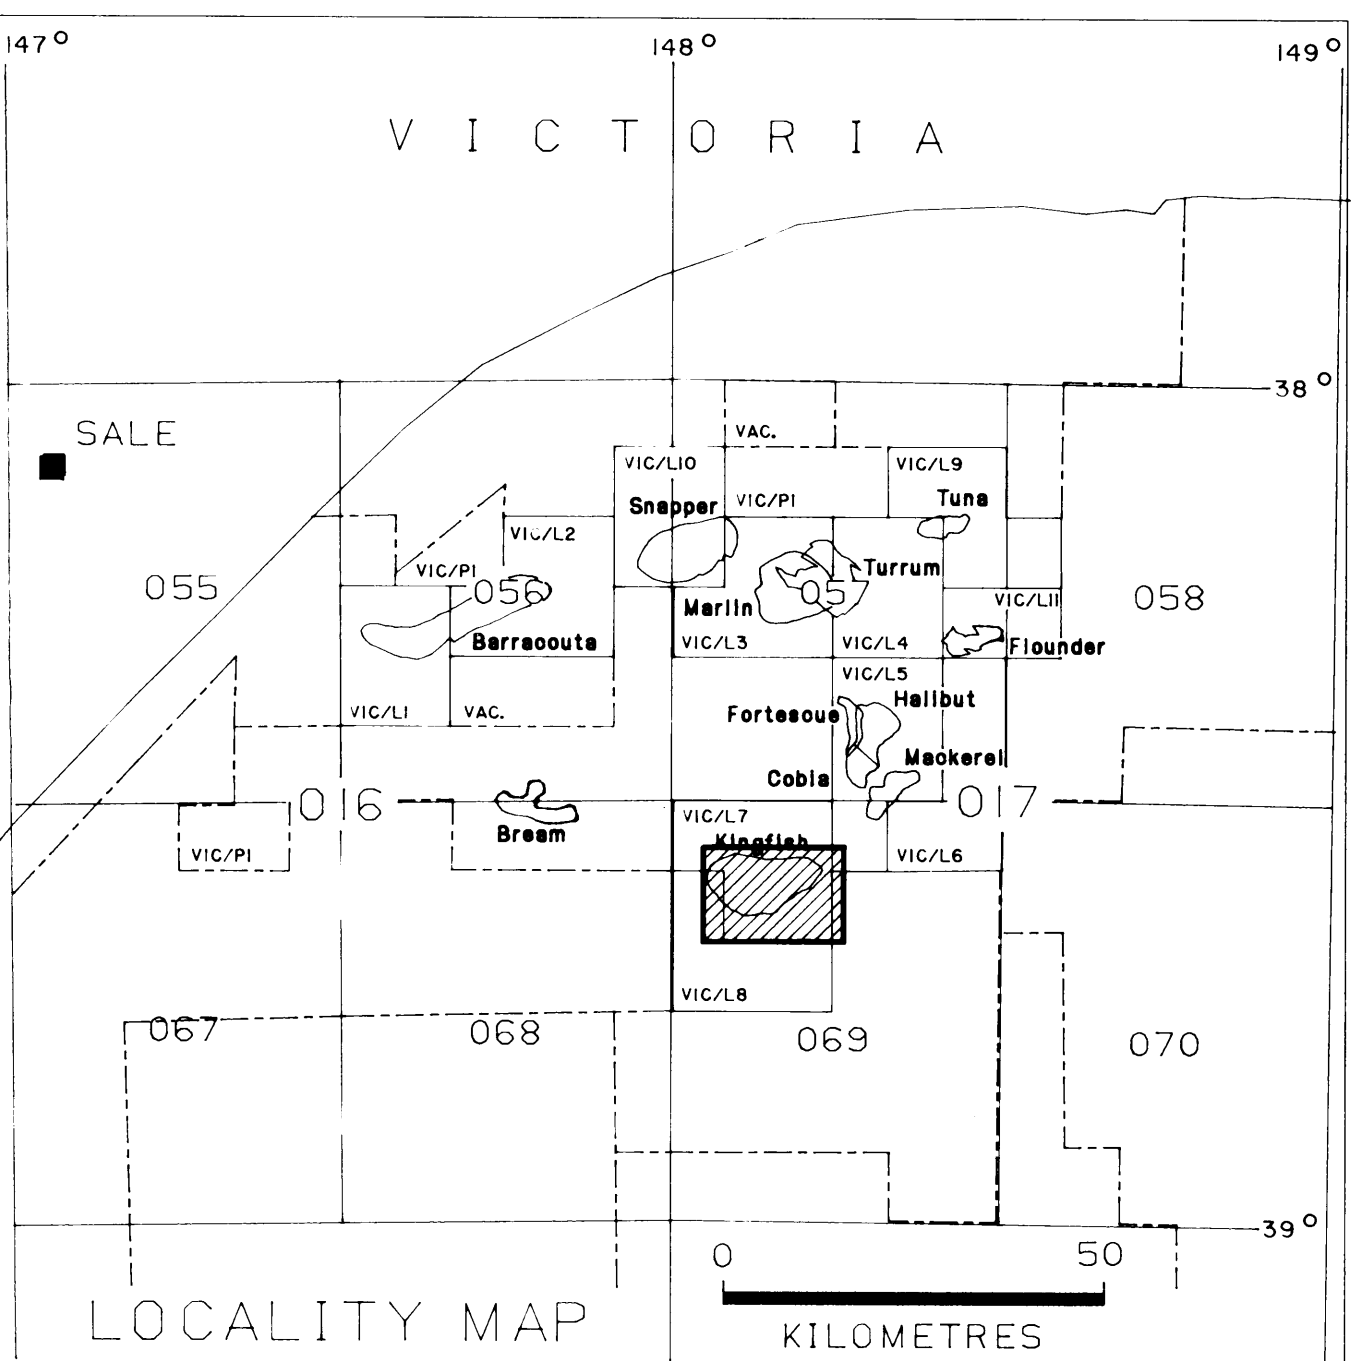 147° 148° 149°
VICTORIA
38°
SALE
VAC.
VIC/L10 VIC/L9
Snapper VIC/P1 Tuna
VIC/L2
VIC/P1 Turrum
055 056 05 058
Marlin VIC/L11
Barracouta VIC/L3 VIC/L4 Flounder
VIC/L5
Halibut
VIC/L1 VAC. Fortescue
Mackerel
Cobia
016 017
VIC/L7
Bream Kingfish
VIC/P1 VIC/L6
VIC/L8
067 068 069 070
39°
0 50
LOCALITY MAP
KILOMETRES